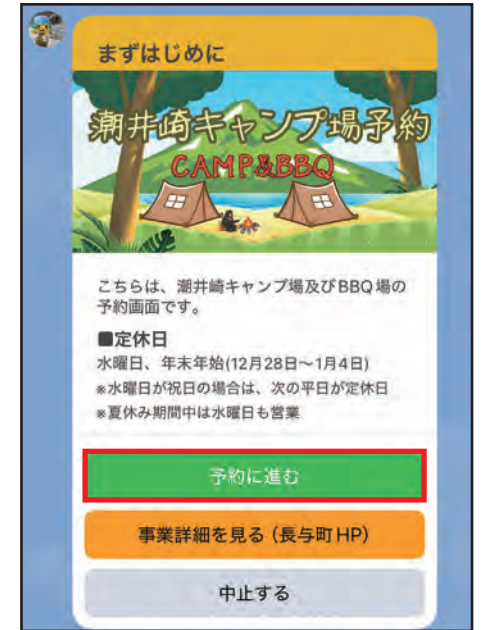 まずはじめに
潮井崎キャンプ場予約
CAMP&BBQ
こちらは、潮井崎キャンプ場及びBBQ場の
予約画面です。
■定休日
水曜日、年末年始(12月28日～1月4日)
※水曜日が祝日の場合は、次の平日が定休日
※夏休み期間中は水曜日も営業
予約に進む
事業詳細を見る（長与町HP）
中止する